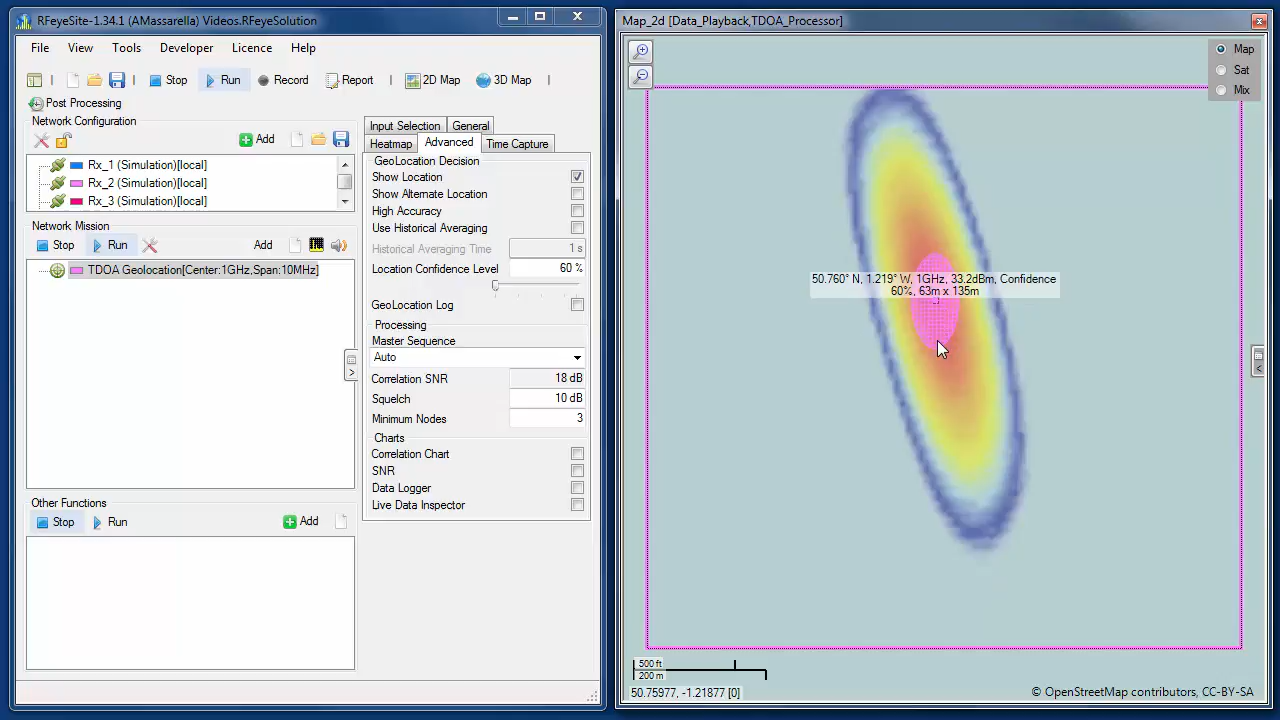 RFeyeSite-1.34.1 (AMassarella) Videos.RFeyeSolution
File View Tools Developer Licence Help
Stop Run Record Report 2D Map 3D Map
Post Processing
Network Configuration
Add
Rx_1 (Simulation)[local]
Rx_2 (Simulation)[local]
Rx_3 (Simulation)[local]
Network Mission
Stop Run Add
TDOA Geolocation[Center:1GHz,Span:10MHz]
Other Functions
Stop Run Add
Input Selection General
Heatmap Advanced Time Capture
GeoLocation Decision
Show Location
Show Alternate Location
High Accuracy
Use Historical Averaging
Historical Averaging Time 1 s
Location Confidence Level 60 %
GeoLocation Log
Processing
Master Sequence
Auto
Correlation SNR 18 dB
Squelch 10 dB
Minimum Nodes 3
Charts
Correlation Chart
SNR
Data Logger
Live Data Inspector
>
Map_2d [Data_Playback,TDOA_Processor]
Map
Sat
Mix
50.760° N, 1.219° W, 1GHz, 33.2dBm, Confidence
60%, 63m x 135m
<
500 ft
200 m
50.75977, -1.21877 [0]
© OpenStreetMap contributors, CC-BY-SA